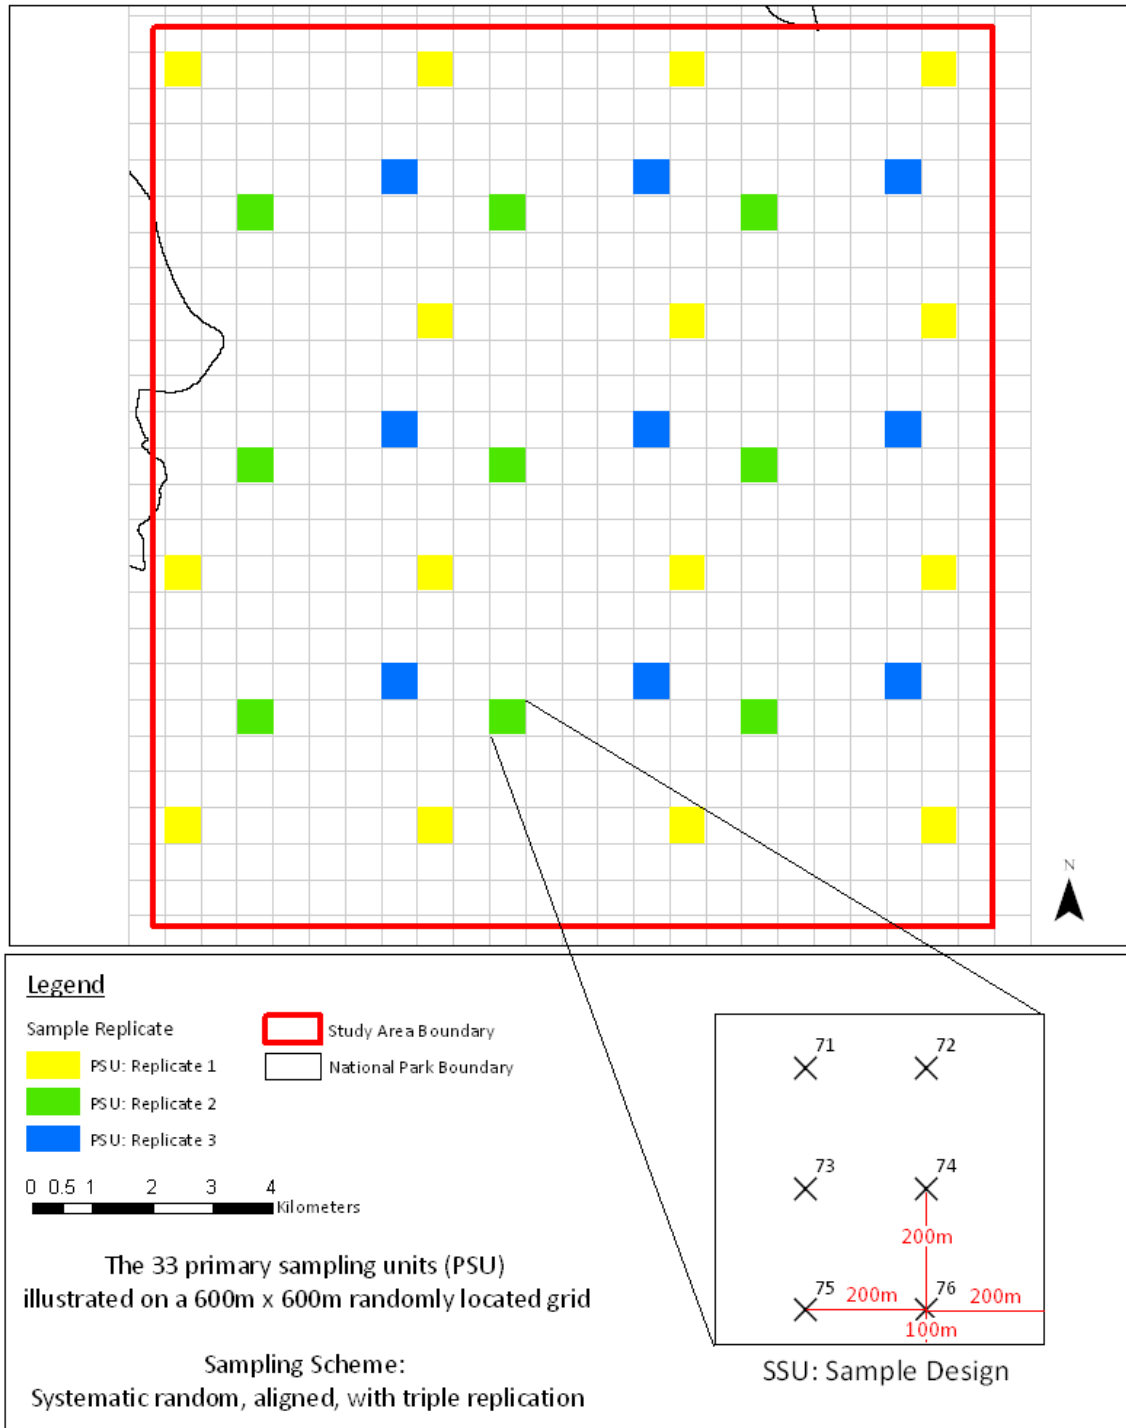 N
Legend
Sample Replicate
PSU: Replicate 1
PSU: Replicate 2
PSU: Replicate 3
Study Area Boundary
National Park Boundary
0 0.5 1 2 3 4
Kilometers
The 33 primary sampling units (PSU)
illustrated on a 600m x 600m randomly located grid
Sampling Scheme:
Systematic random, aligned, with triple replication
71 72
73 74
200m
75 76
200m 200m
100m
SSU: Sample Design